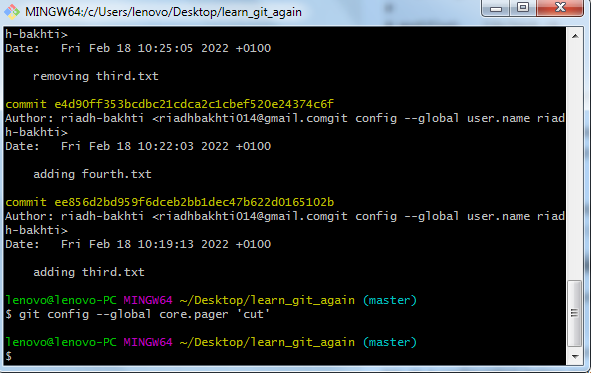 MINGW64:/c/Users/lenovo/Desktop/learn_git_again
h-bakhti>
Date:   Fri Feb 18 10:25:05 2022 +0100
removing third.txt
commit e4d90ff353bcdbc21cdca2c1cbef520e24374c6f
Author: riadh-bakhti <riadhbakhti014@gmail.comgit config --global user.name riad
h-bakhti>
Date:   Fri Feb 18 10:22:03 2022 +0100
adding fourth.txt
commit ee856d2bd959f6dceb2bb1dec47b622d0165102b
Author: riadh-bakhti <riadhbakhti014@gmail.comgit config --global user.name riad
h-bakhti>
Date:   Fri Feb 18 10:19:13 2022 +0100
adding third.txt
lenovo@lenovo-PC MINGW64 ~/Desktop/learn_git_again (master)
$ git config --global core.pager 'cut'
lenovo@lenovo-PC MINGW64 ~/Desktop/learn_git_again (master)
$